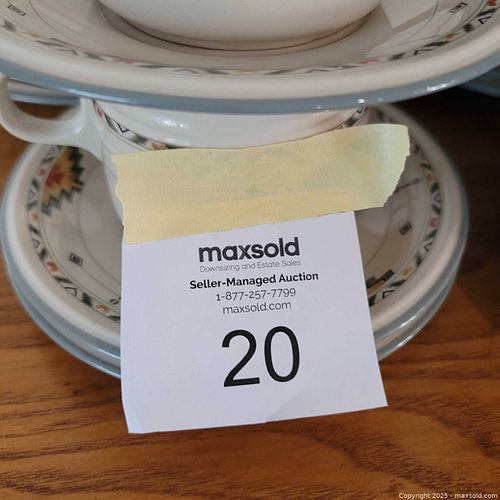 maxsold
Downsizing and Estate Sales
Seller-Managed Auction
1-877-257-7799
maxsold.com
20
Copyright 2025 - maxsold.com